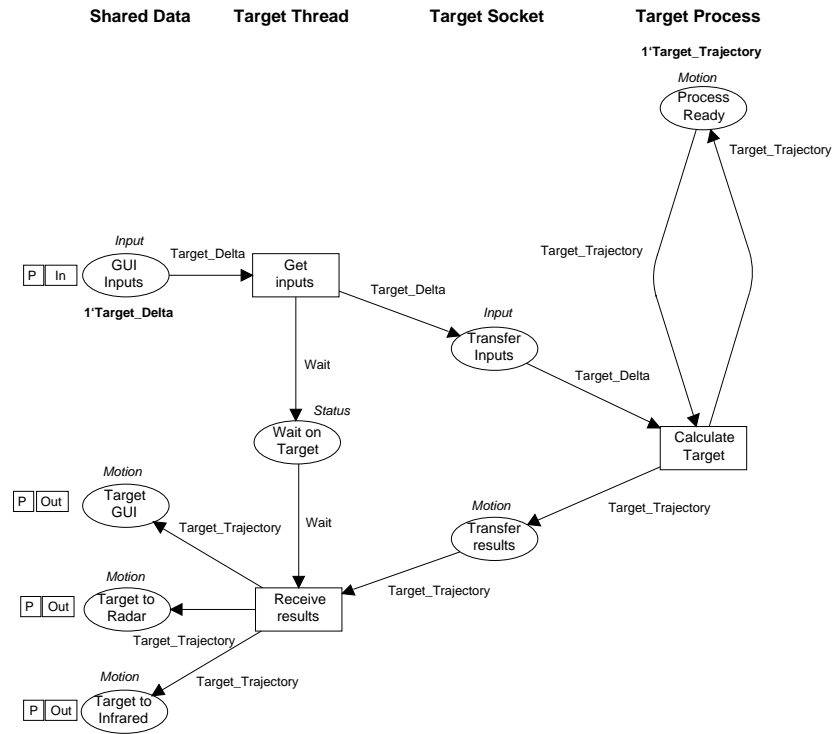 Shared Data Target Thread Target Socket Target Process
1‘Target_Trajectory
Motion
Process
Ready
Target_Trajectory
Target_Trajectory
Input
GUI
Inputs
P In
1‘Target_Delta
Target_Delta
Get
inputs
Target_Delta
Input
Transfer
Inputs
Target_Delta
Wait
Status
Wait on
Target
Calculate
Target
Motion
Target
GUI
P Out
Target_Trajectory
Wait
Motion
Transfer
results
Target_Trajectory
Target_Trajectory
Motion
Target to
Radar
P Out
Receive
results
Target_Trajectory
Motion
Target to
Infrared
P Out
Target_Trajectory